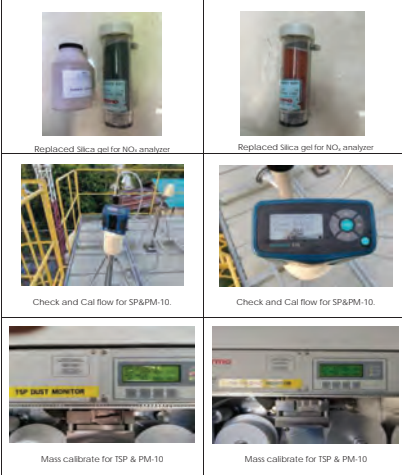 Replaced Silica gel for NOₓ analyzer
Replaced Silica gel for NOₓ analyzer
Check and Cal flow for SP&PM-10.
Check and Cal flow for SP&PM-10.
TSP DUST MONITOR
Mass calibrate for TSP & PM-10
Mass calibrate for TSP & PM-10